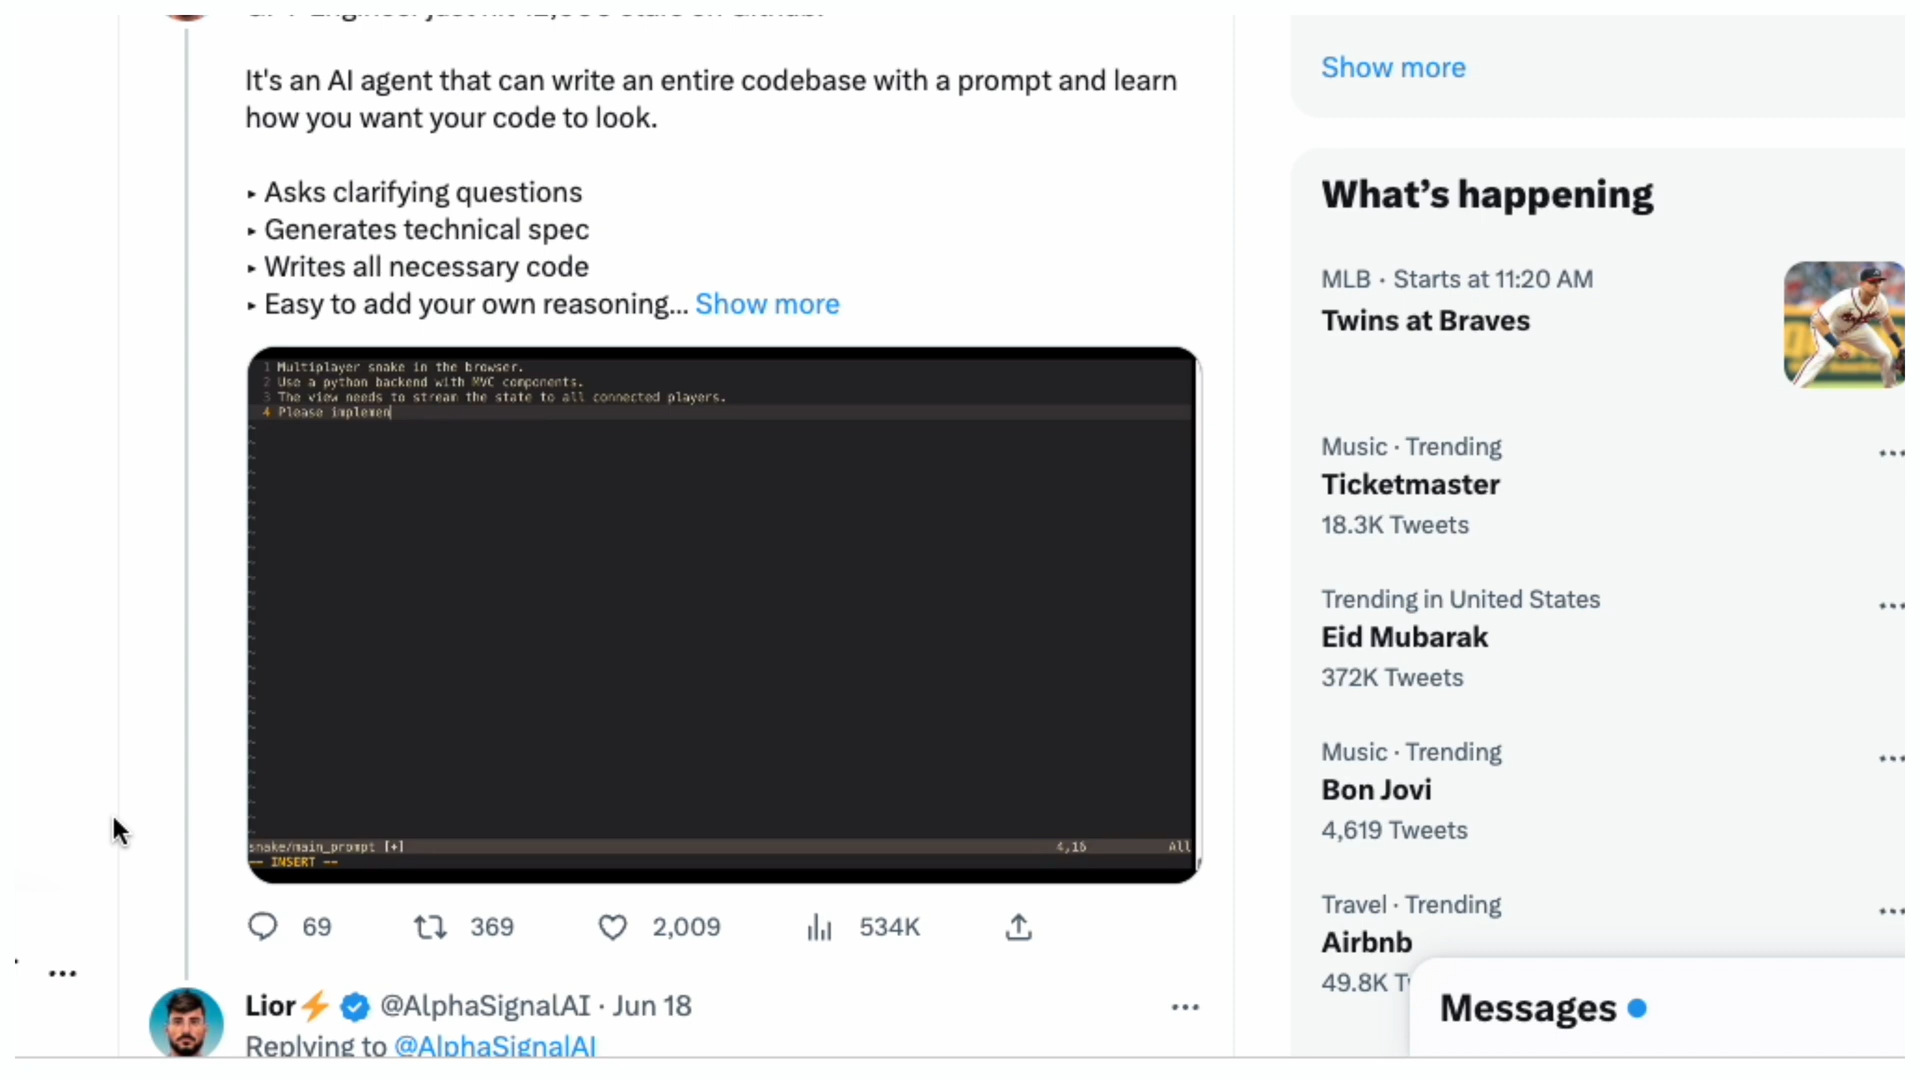 It's an AI agent that can write an entire codebase with a prompt and learn
how you want your code to look.
▸ Asks clarifying questions
▸ Generates technical spec
▸ Writes all necessary code
▸ Easy to add your own reasoning... Show more
1 Multiplayer snake in the browser.
2 Use a python backend with MVC components.
3 The view needs to stream the state to all connected players.
4 Please implemen
snake/main_prompt [+] 4,16 All
-- INSERT --
69 369 2,009 534K
Lior⚡ @AlphaSignalAI · Jun 18
Replying to @AlphaSignalAI
Show more
What's happening
MLB · Starts at 11:20 AM
Twins at Braves
Music · Trending
Ticketmaster
18.3K Tweets
Trending in United States
Eid Mubarak
372K Tweets
Music · Trending
Bon Jovi
4,619 Tweets
Travel · Trending
Airbnb
49.8K T
Messages